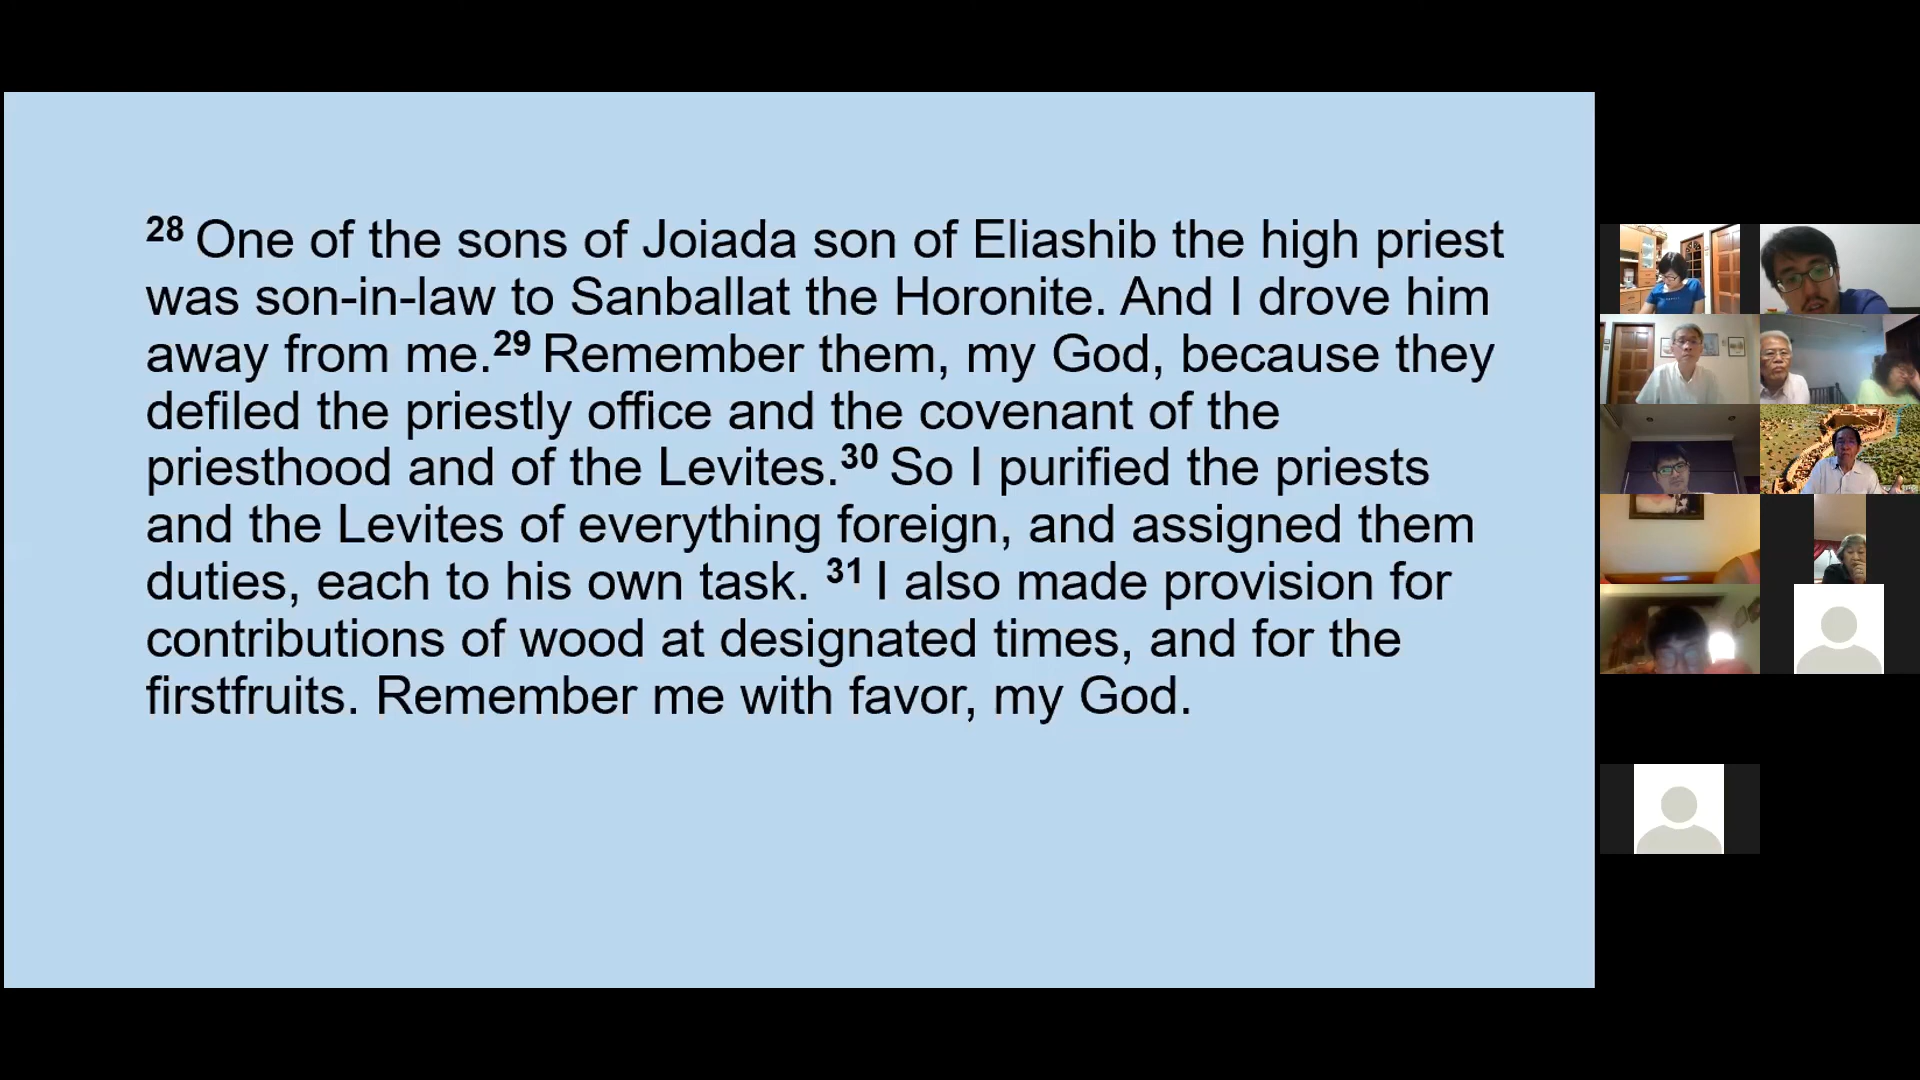 28 One of the sons of Joiada son of Eliashib the high priest
was son-in-law to Sanballat the Horonite. And I drove him
away from me.29 Remember them, my God, because they
defiled the priestly office and the covenant of the
priesthood and of the Levites.30 So I purified the priests
and the Levites of everything foreign, and assigned them
duties, each to his own task. 31 I also made provision for
contributions of wood at designated times, and for the
firstfruits. Remember me with favor, my God.